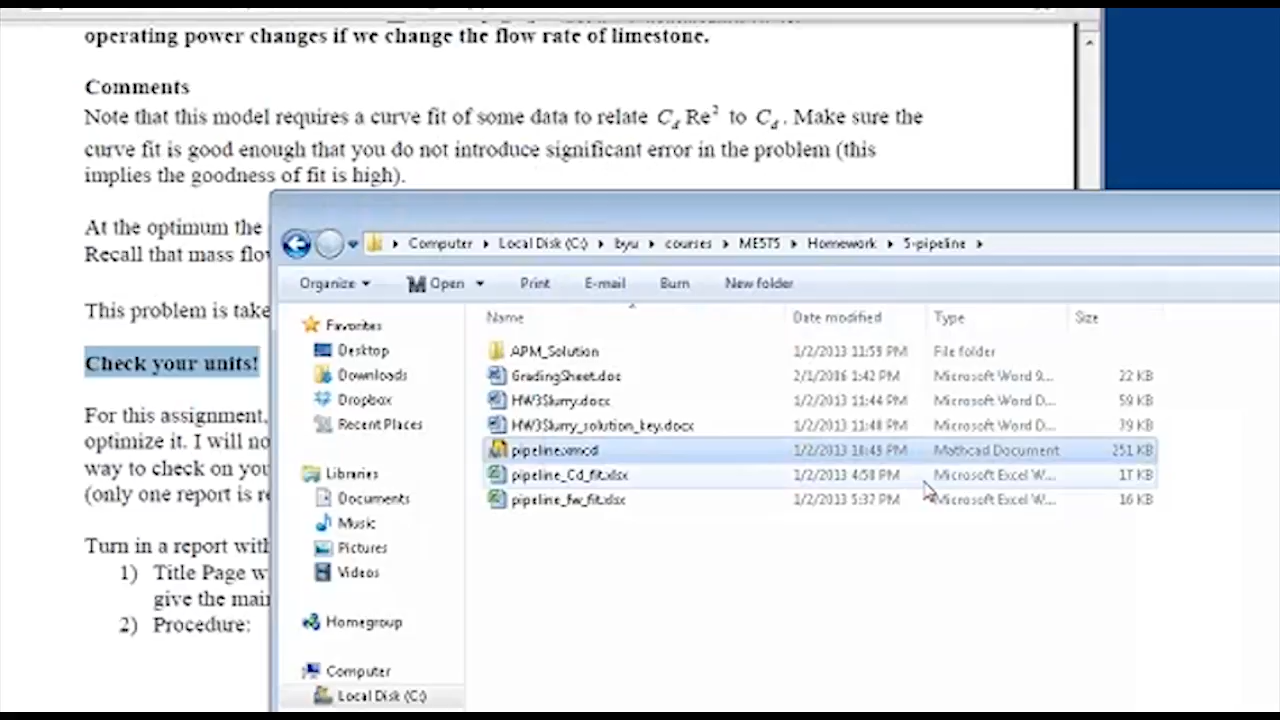 operating power changes if we change the flow rate of limestone.
Comments
Note that this model requires a curve fit of some data to relate C_d Re² to C_d. Make sure the
curve fit is good enough that you do not introduce significant error in the problem (this
implies the goodness of fit is high).
At the optimum the
Recall that mass flo
This problem is take
Check your units!
For this assignment,
optimize it. I will no
way to check on you
(only one report is re
Turn in a report with
1) Title Page w
give the main
2) Procedure:
Computer Local Disk (C:) byu courses ME575 Homework 5-pipeline
Organize Open Print E-mail Burn New folder
Name Date modified Type Size
Favorites
Desktop
Downloads
Dropbox
Recent Places
Libraries
Documents
Music
Pictures
Videos
Homegroup
Computer
Local Disk (C:)
APM_Solution 1/2/2013 11:59 PM File folder
GradingSheet.doc 2/1/2016 1:42 PM Microsoft Word 9... 22 KB
HW3Slurry.docx 1/2/2013 11:44 PM Microsoft Word D... 59 KB
HW3Slurry_solution_key.docx 1/2/2013 11:48 PM Microsoft Word D... 39 KB
pipeline.xmcd 1/2/2013 10:49 PM Mathcad Document 251 KB
pipeline_Cd_fit.xlsx 1/2/2013 4:58 PM Microsoft Excel W... 17 KB
pipeline_fw_fit.xlsx 1/2/2013 5:37 PM Microsoft Excel W... 16 KB